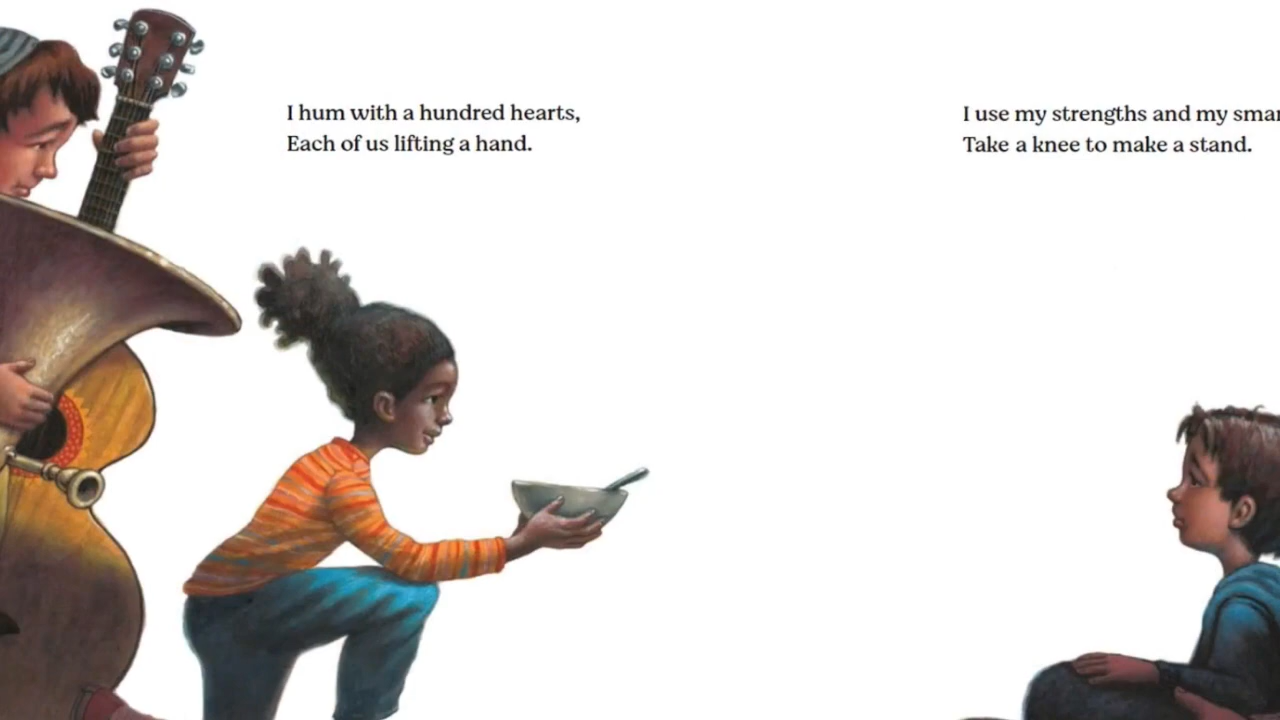 I hum with a hundred hearts,
Each of us lifting a hand.
I use my strengths and my
Take a knee to make a stand.